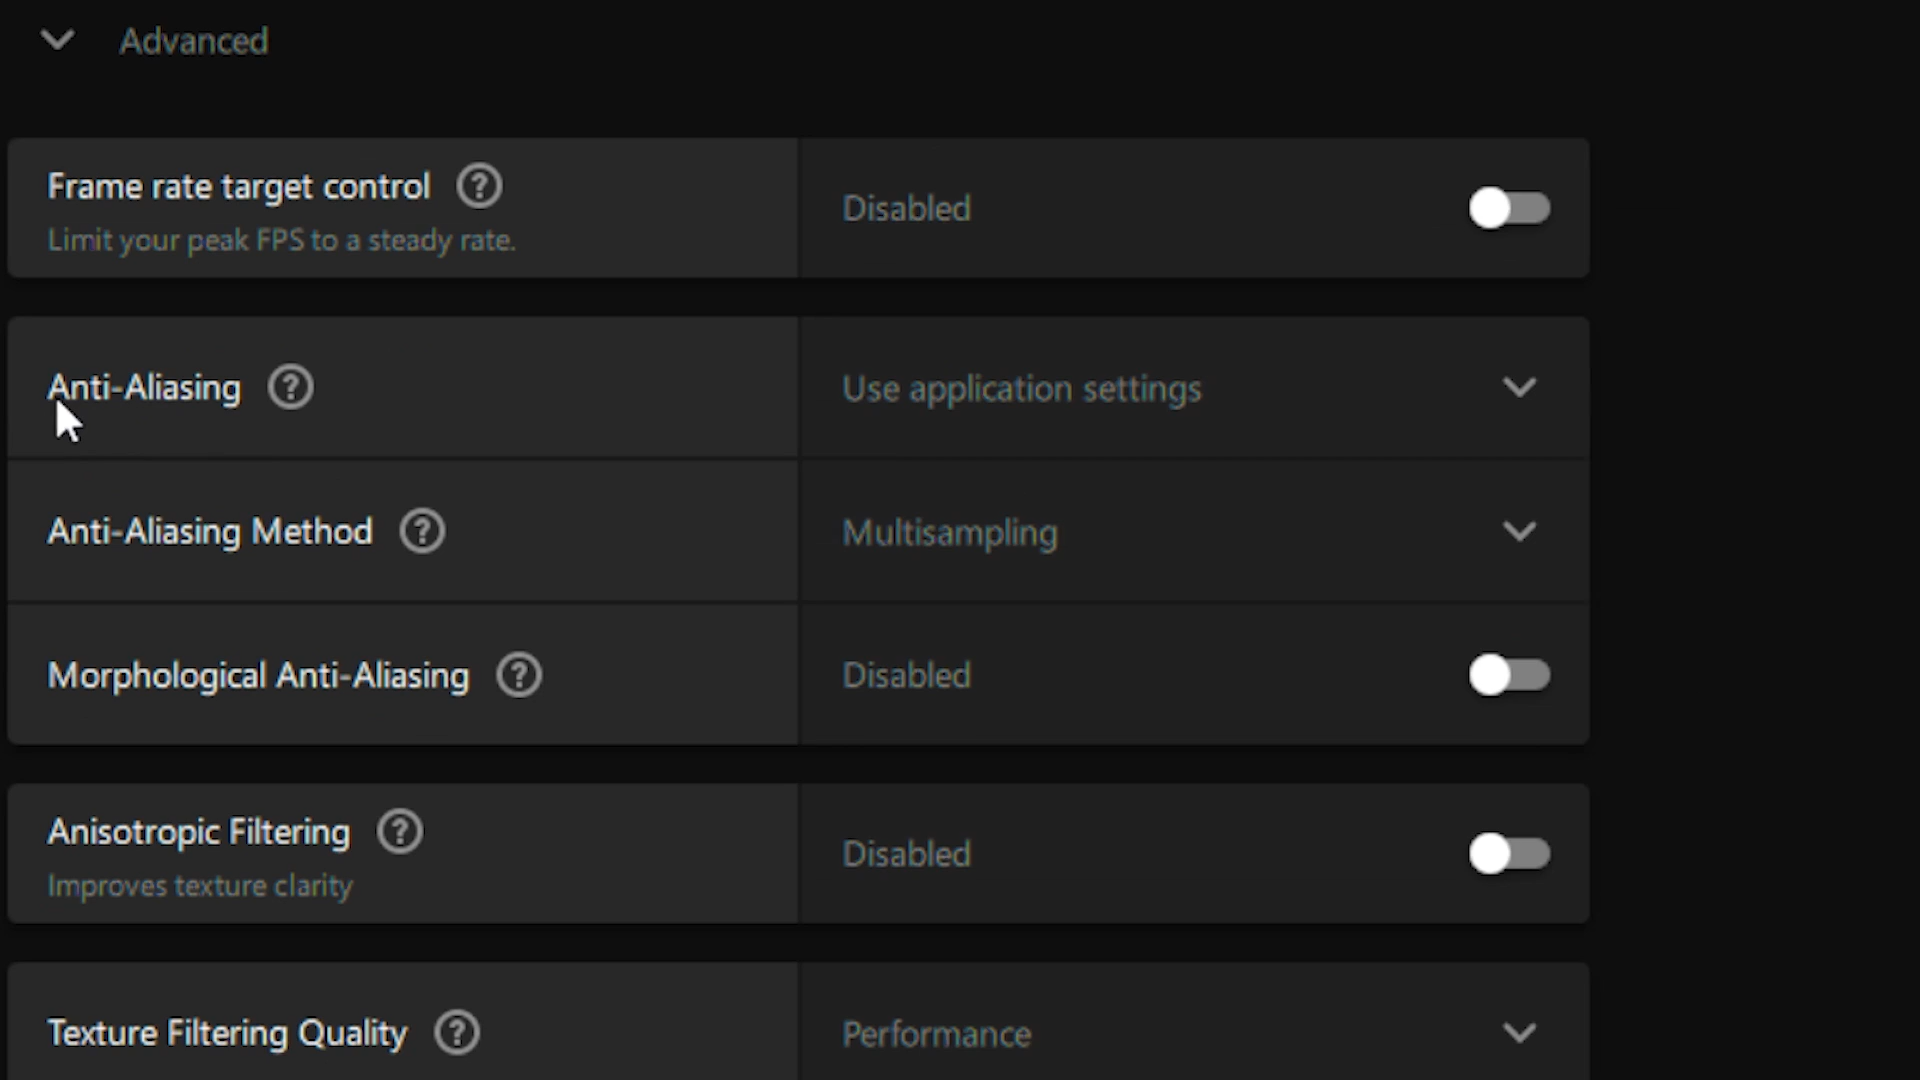 Advanced
Frame rate target control
Limit your peak FPS to a steady rate.
Disabled
Anti-Aliasing
Use application settings
Anti-Aliasing Method
Multisampling
Morphological Anti-Aliasing
Disabled
Anisotropic Filtering
Improves texture clarity
Disabled
Texture Filtering Quality
Performance